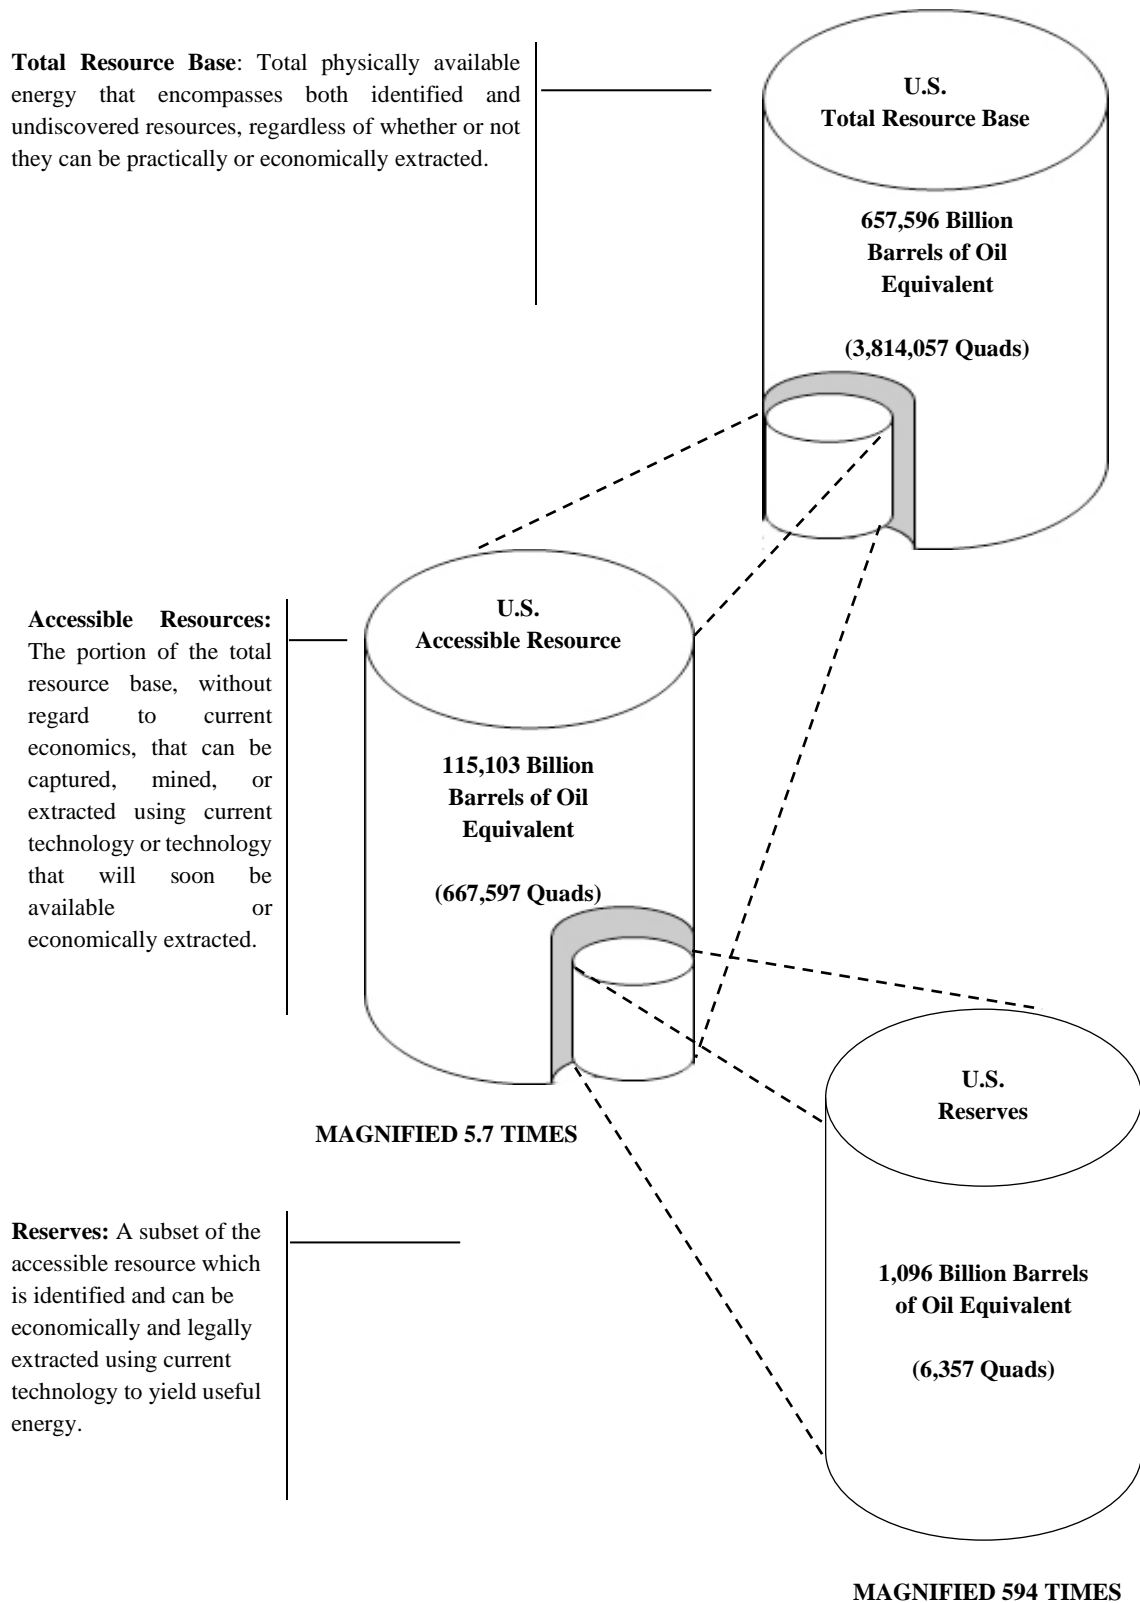 Total Resource Base: Total physically available
energy that encompasses both identified and
undiscovered resources, regardless of whether or not
they can be practically or economically extracted.
U.S.
Total Resource Base
657,596 Billion
Barrels of Oil
Equivalent
(3,814,057 Quads)
Accessible Resources:
The portion of the total
resource base, without
regard to current
economics, that can be
captured, mined, or
extracted using current
technology or technology
that will soon be
available or
economically extracted.
U.S.
Accessible Resource
115,103 Billion
Barrels of Oil
Equivalent
(667,597 Quads)
MAGNIFIED 5.7 TIMES
Reserves: A subset of the
accessible resource which
is identified and can be
economically and legally
extracted using current
technology to yield useful
energy.
U.S.
Reserves
1,096 Billion Barrels
of Oil Equivalent
(6,357 Quads)
MAGNIFIED 594 TIMES